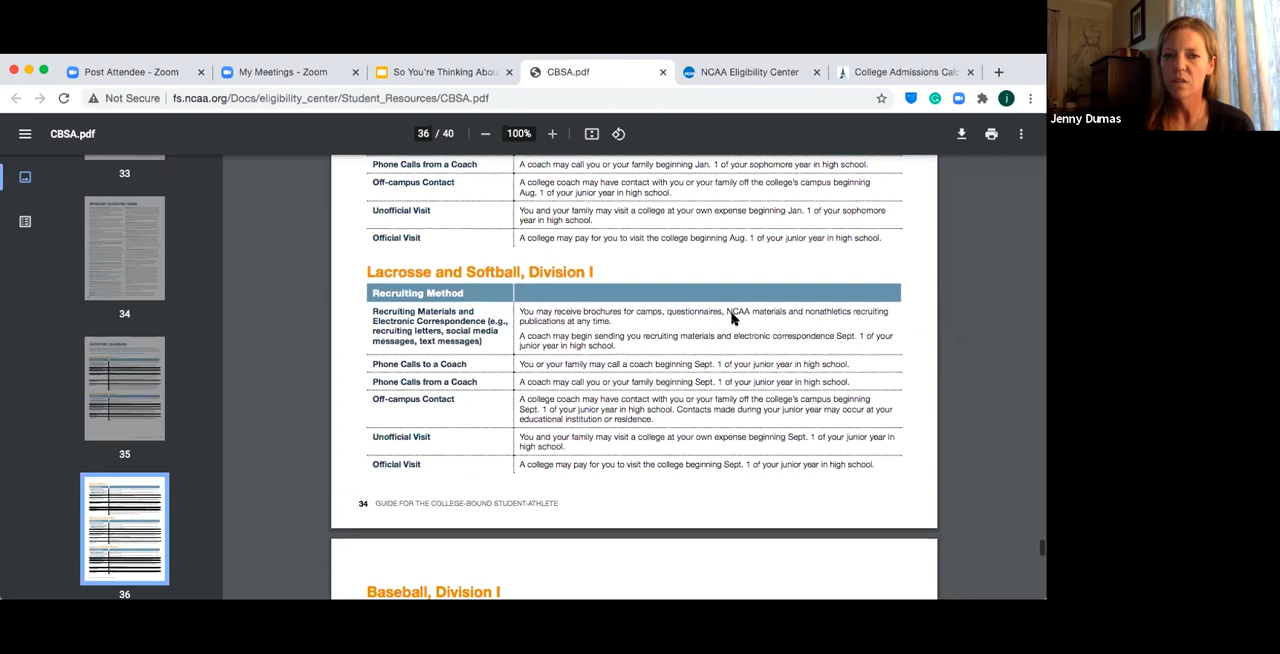 Post Attendee - Zoom
My Meetings - Zoom
So You're Thinking Abou
CBSA.pdf
NCAA Eligibility Center
College Admissions Calc
Not Secure
fs.ncaa.org/Docs/eligibility_center/Student_Resources/CBSA.pdf
j
Jenny Dumas
CBSA.pdf
36 / 40
100%
33
34
35
36
Phone Calls from a Coach
A coach may call you or your family beginning Jan. 1 of your sophomore year in high school.
Off-campus Contact
A college coach may have contact with you or your family off the college's campus beginning
Aug. 1 of your junior year in high school.
Unofficial Visit
You and your family may visit a college at your own expense beginning Jan. 1 of your sophomore
year in high school.
Official Visit
A college may pay for you to visit the college beginning Aug. 1 of your junior year in high school.
Lacrosse and Softball, Division I
Recruiting Method
Recruiting Materials and
Electronic Correspondence (e.g.,
recruiting letters, social media
messages, text messages)
You may receive brochures for camps, questionnaires, NCAA materials and nonathletics recruiting
publications at any time.
A coach may begin sending you recruiting materials and electronic correspondence Sept. 1 of your
junior year in high school.
Phone Calls to a Coach
You or your family may call a coach beginning Sept. 1 of your junior year in high school.
Phone Calls from a Coach
A coach may call you or your family beginning Sept. 1 of your junior year in high school.
Off-campus Contact
A college coach may have contact with you or your family off the college's campus beginning
Sept. 1 of your junior year in high school. Contacts made during your junior year may occur at your
educational institution or residence.
Unofficial Visit
You and your family may visit a college at your own expense beginning Sept. 1 of your junior year in
high school.
Official Visit
A college may pay for you to visit the college beginning Sept. 1 of your junior year in high school.
34 GUIDE FOR THE COLLEGE-BOUND STUDENT-ATHLETE
Baseball, Division I